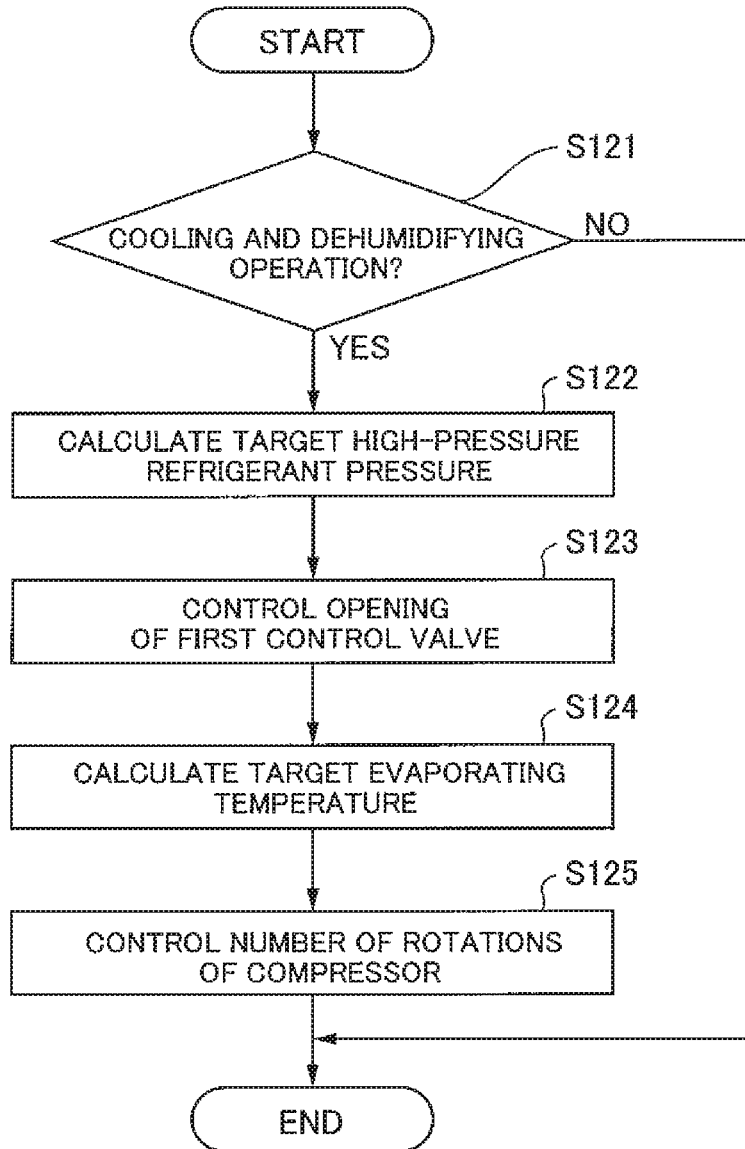 START
S121
COOLING AND DEHUMIDIFYING
OPERATION?
NO
YES
S122
CALCULATE TARGET HIGH-PRESSURE
REFRIGERANT PRESSURE
S123
CONTROL OPENING
OF FIRST CONTROL VALVE
S124
CALCULATE TARGET EVAPORATING
TEMPERATURE
S125
CONTROL NUMBER OF ROTATIONS
OF COMPRESSOR
END